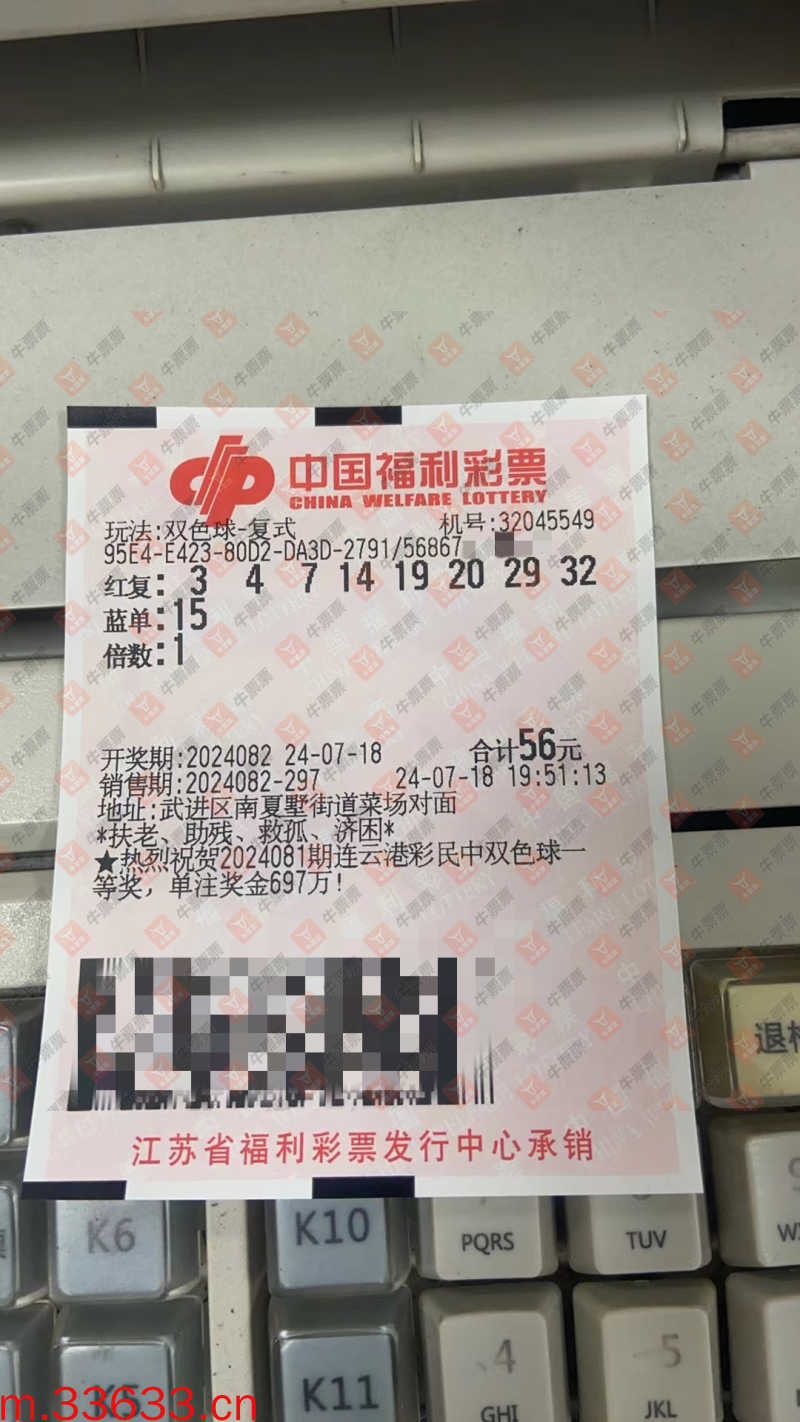 中国福利彩票
CHINA WELFARE LOTTERY
玩法:双色球-复式 机号:32045549
95E4-E423-80D2-DA3D-2791/56867
红复: 3 4 7 14 19 20 29 32
蓝单:15
倍数:1
开奖期:2024082 24-07-18 合计56元
销售期:2024082-297 24-07-18 19:51:13
地址:武进区南夏墅街道菜场对面
*扶老、助残、救孤、济困*
★热烈祝贺2024081期连云港彩民中双色球一
等奖, 单注奖金697万!
江苏省福利彩票发行中心承销
牛票票
K6
K10
PQRS
TUV
K11
4
GHI
5
JKL
m.33633.cn